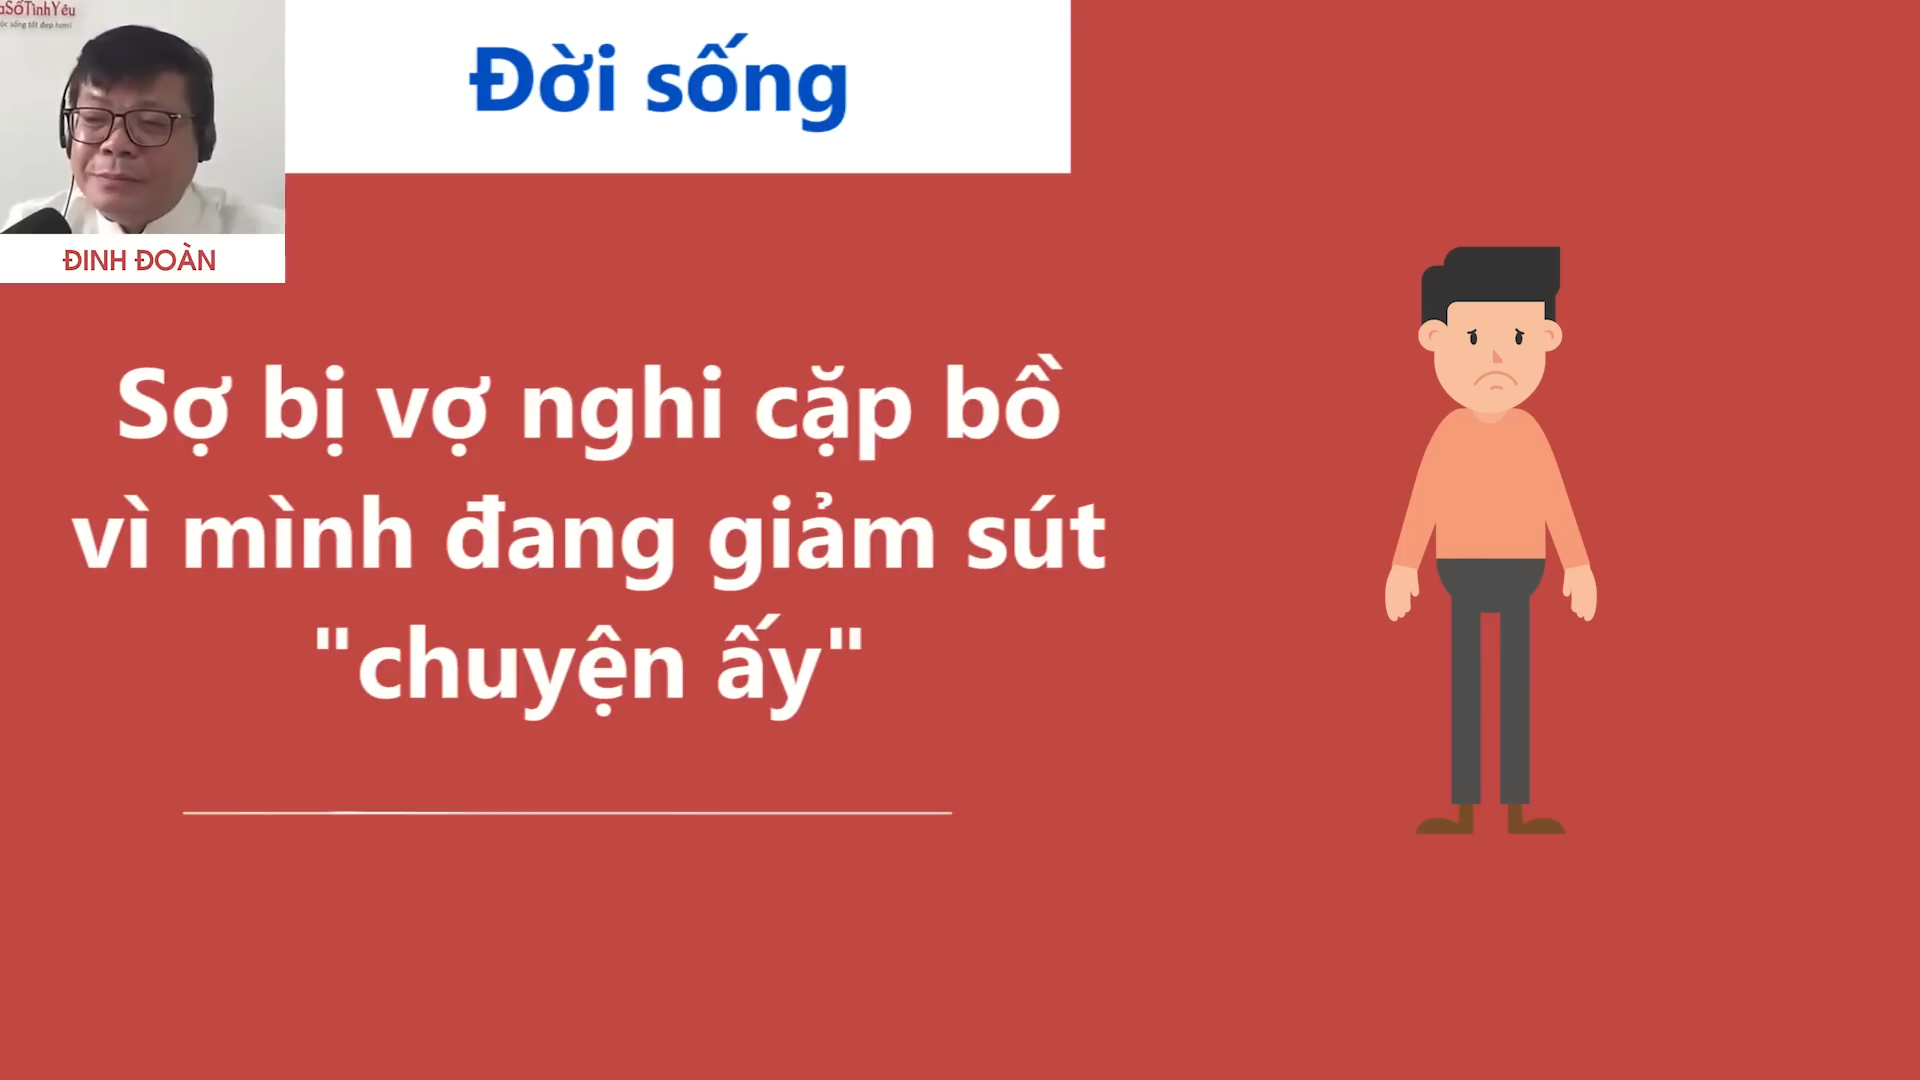 ĐINH ĐOÀN
Đời sống
Sợ bị vợ nghi cặp bồ
vì mình đang giảm sút
"chuyện ấy"